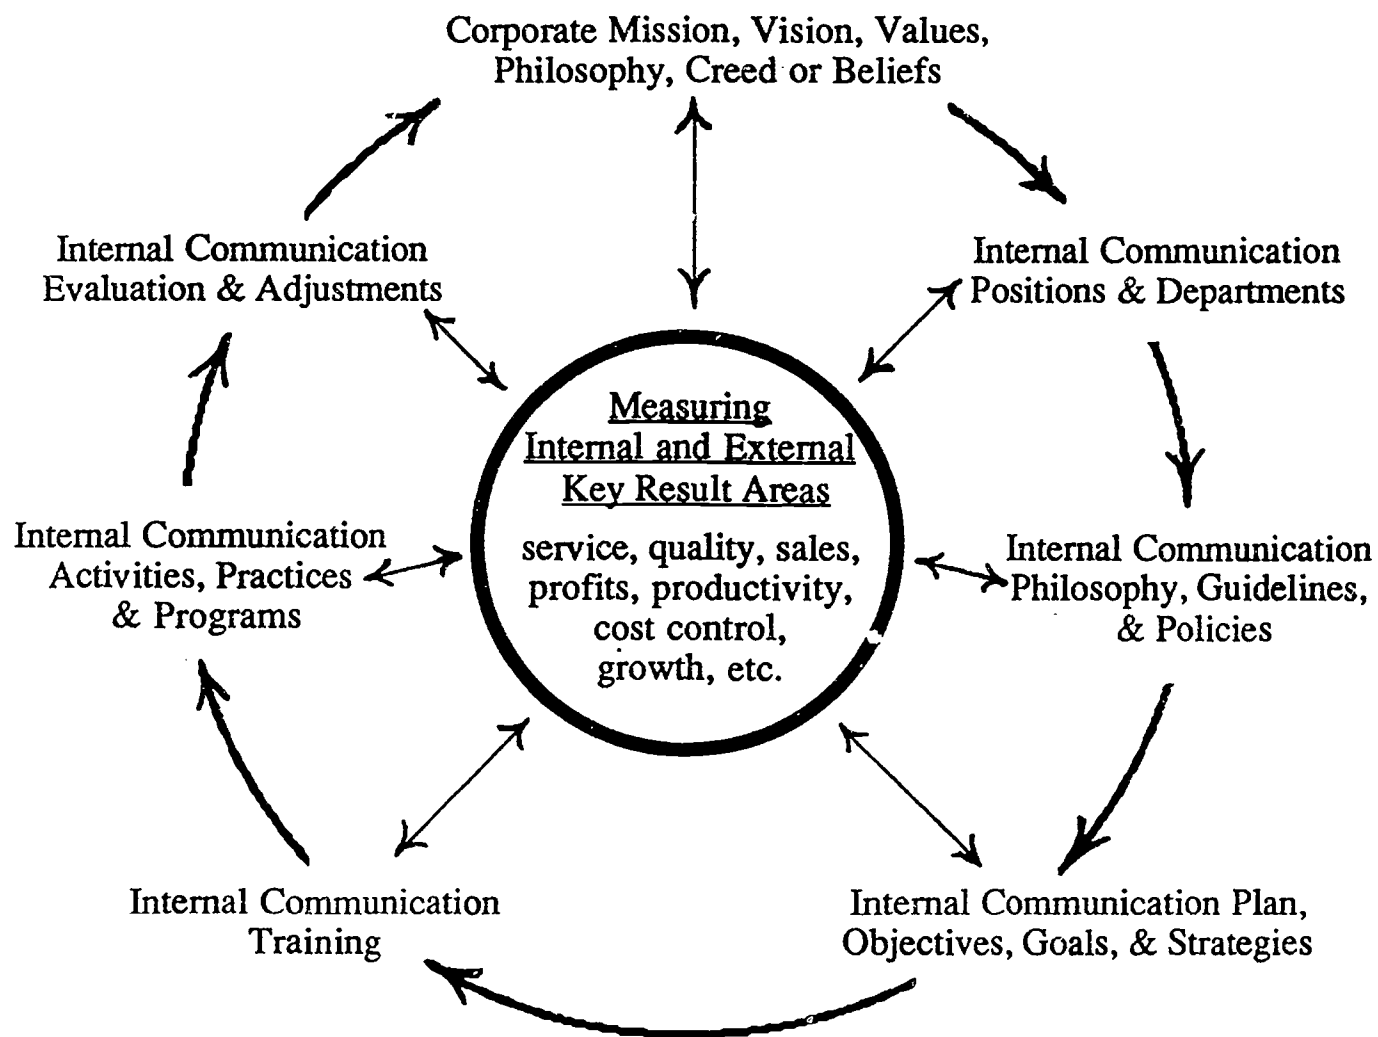 Corporate Mission, Vision, Values,
Philosophy, Creed or Beliefs
Internal Communication
Positions & Departments
Internal Communication
Philosophy, Guidelines,
& Policies
Internal Communication Plan,
Objectives, Goals, & Strategies
Internal Communication
Training
Internal Communication
Activities, Practices
& Programs
Internal Communication
Evaluation & Adjustments
Measuring
Internal and External
Key Result Areas
service, quality, sales,
profits, productivity,
cost control,
growth, etc.